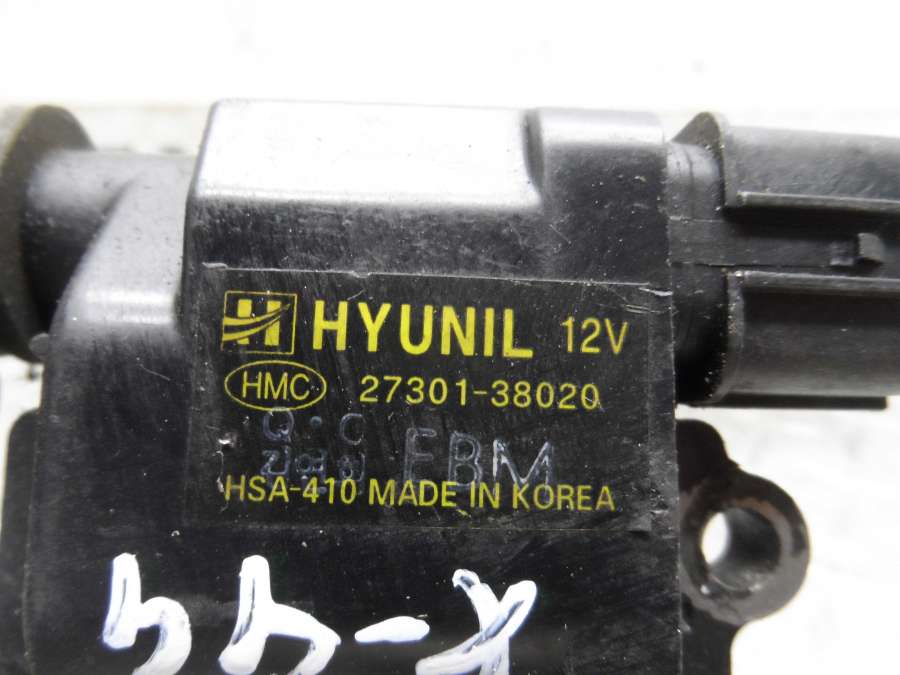 H HYUNIL 12V
HMC 27301-38020
Q·C
EBM
HSA-410 MADE IN KOREA